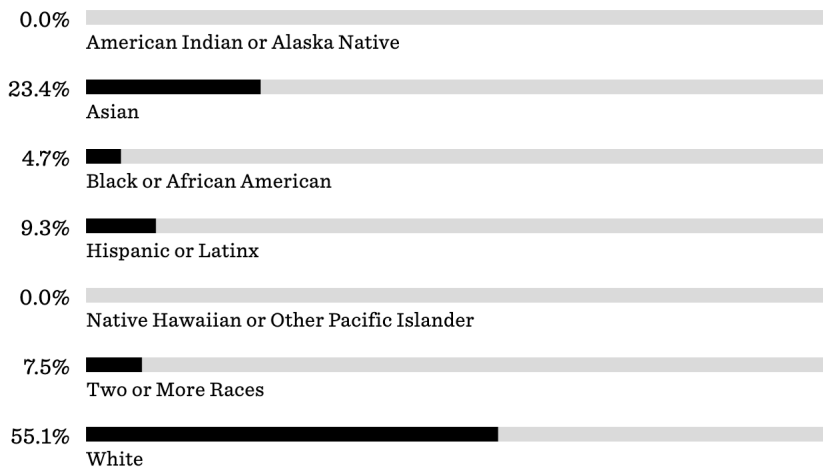 0.0%
American Indian or Alaska Native
23.4%
Asian
4.7%
Black or African American
9.3%
Hispanic or Latinx
0.0%
Native Hawaiian or Other Pacific Islander
7.5%
Two or More Races
55.1%
White